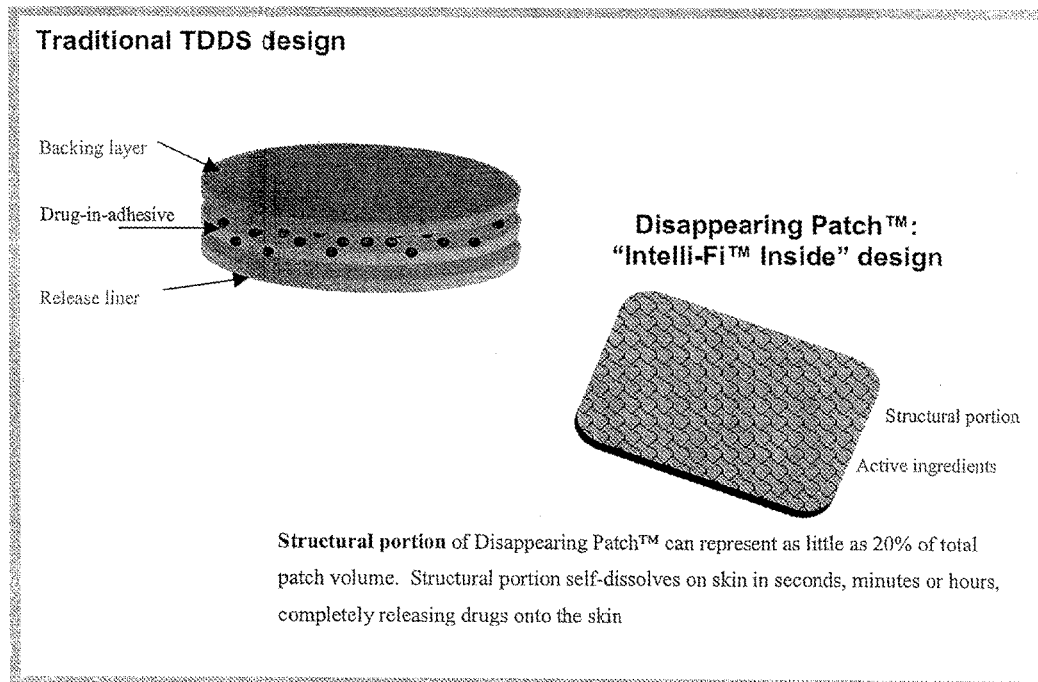 Traditional TDDS design
Backing layer
Drug-in-adhesive
Release liner
Disappearing Patch™:
“Intelli-Fi™ Inside” design
Structural portion
Active ingredients
Structural portion of Disappearing Patch™ can represent as little as 20% of total
patch volume. Structural portion self-dissolves on skin in seconds, minutes or hours,
completely releasing drugs onto the skin